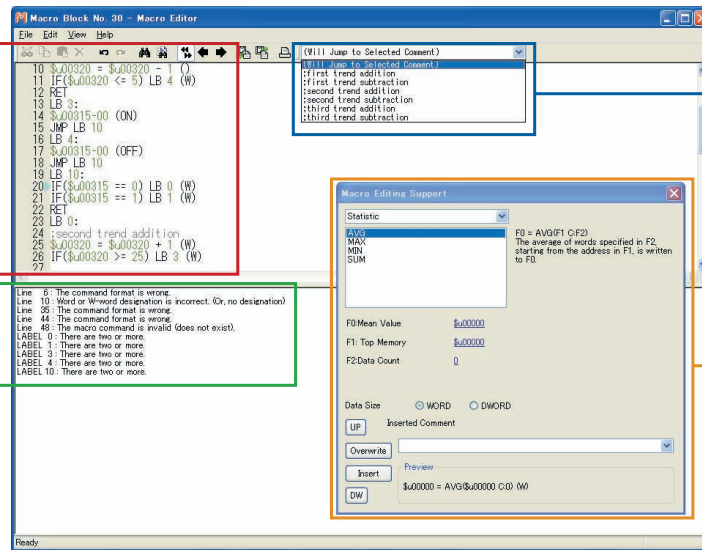 Macro Block No. 30 - Macro Editor
File Edit View Help
(Will Jump to Selected Comment)
(Will Jump to Selected Comment)
;first trend addition
;first trend subtraction
;second trend addition
;second trend subtraction
;third trend addition
;third trend subtraction
10 $u00320 = $u00320 - 1 ()
11 IF($u00320 <= 5) LB 4 (W)
12 RET
13 LB 3:
14 $u00315-00 (ON)
15 JMP LB 10
16 LB 4:
17 $u00315-00 (OFF)
18 JMP LB 10
19 LB 10:
20 IF($u00315 == 0) LB 0 (W)
21 IF($u00315 == 1) LB 1 (W)
22 RET
23 LB 0:
24 ;second trend addition
25 $u00320 = $u00320 + 1 (W)
26 IF($u00320 >= 25) LB 3 (W)
27
Line 6 : The command format is wrong.
Line 10 : Word or W-word designation is incorrect. (Or, no designation)
Line 35 : The command format is wrong.
Line 44 : The command format is wrong.
Line 48 : The macro command is invalid (does not exist).
LABEL 0 : There are two or more.
LABEL 1 : There are two or more.
LABEL 3 : There are two or more.
LABEL 4 : There are two or more.
LABEL 10 : There are two or more.
Macro Editing Support
Statistic
AVG
MAX
MIN
SUM
F0 = AVG(F1 C:F2)
The average of words specified in F2,
starting from the address in F1, is written
to F0.
F0:Mean Value $u00000
F1: Top Memory $u00000
F2:Data Count 0
Data Size WORD DWORD
UP Inserted Comment
Overwrite
Insert Preview
$u00000 = AVG($u00000 C:0) (W)
DW
Ready